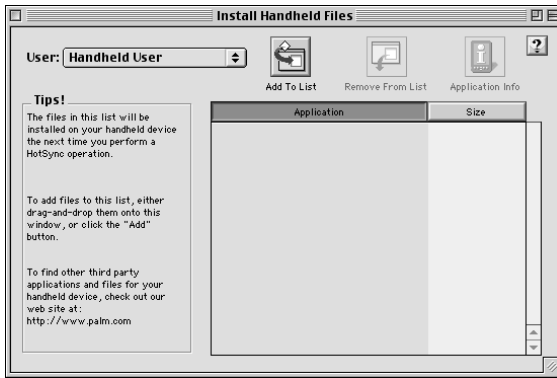 Install Handheld Files
User: Handheld User
?
Add To List
Remove From List
Application Info
Tips!
The files in this list will be
installed on your handheld device
the next time you perform a
HotSync operation.
To add files to this list, either
drag-and-drop them onto this
window, or click the "Add"
button.
To find other third party
applications and files for your
handheld device, check out our
web site at:
http://www.palm.com
Application
Size